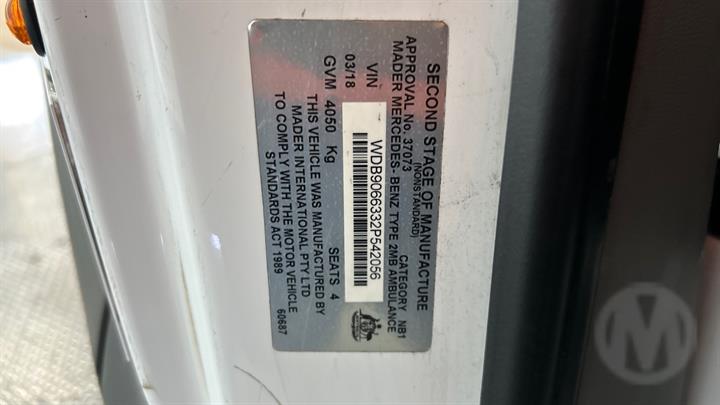 SECOND STAGE OF MANUFACTURE
(NONSTANDARD)
APPROVAL No. 37073 CATEGORY NB1
MADER MERCEDES-BENZ TYPE 2MB AMBULANCE
VIN WDB9066332P542056
03/18
GVM 4050 Kg SEATS 4
THIS VEHICLE WAS MANUFACTURED BY
MADER INTERNATIONAL PTY LTD
TO COMPLY WITH THE MOTOR VEHICLE
STANDARDS ACT 1989
60687
M